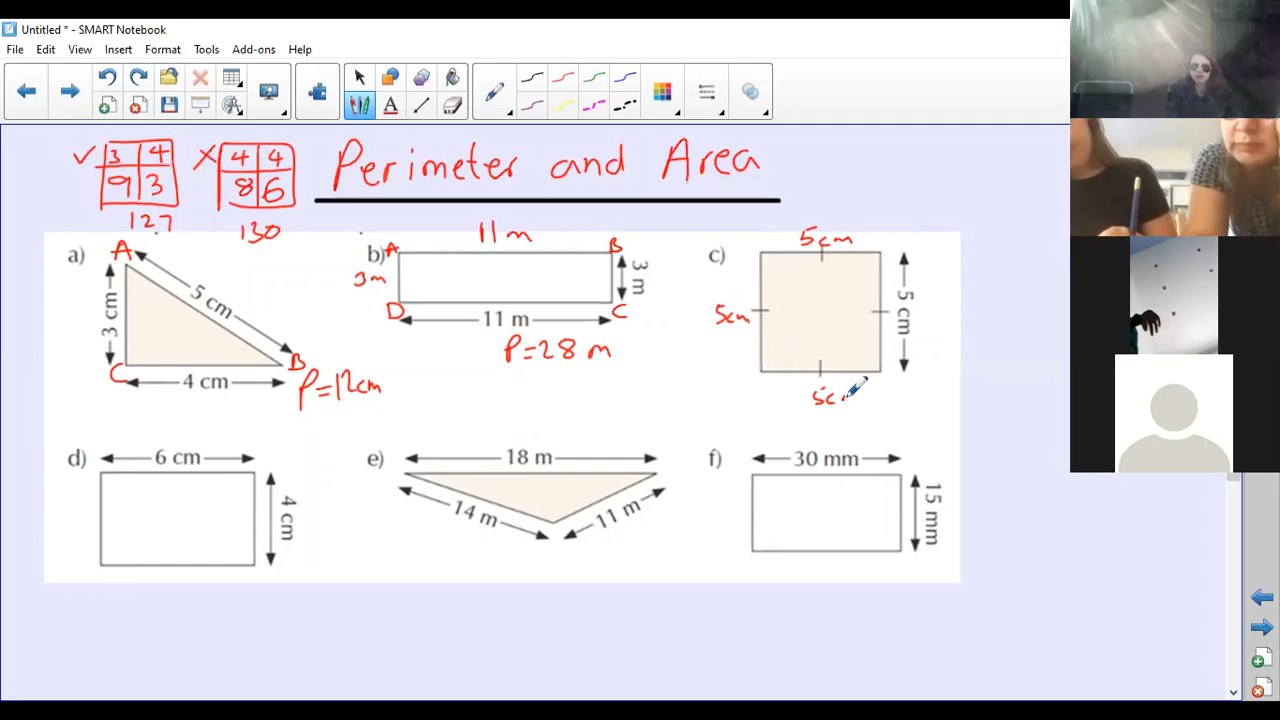 Untitled * - SMART Notebook
File Edit View Insert Format Tools Add-ons Help
✓ 3 4 × 4 4 Perimeter and Area
9 3 8 6
127 130
a) A 3 cm 5 cm C B 4 cm P=12cm
b) A 11 m B 3m 3 m D 11 m C P=28 m
c) 5cm 5cm 5 cm 5c
d) 6 cm 4 cm
e) 18 m 14 m 11 m
f) 30 mm 15 mm